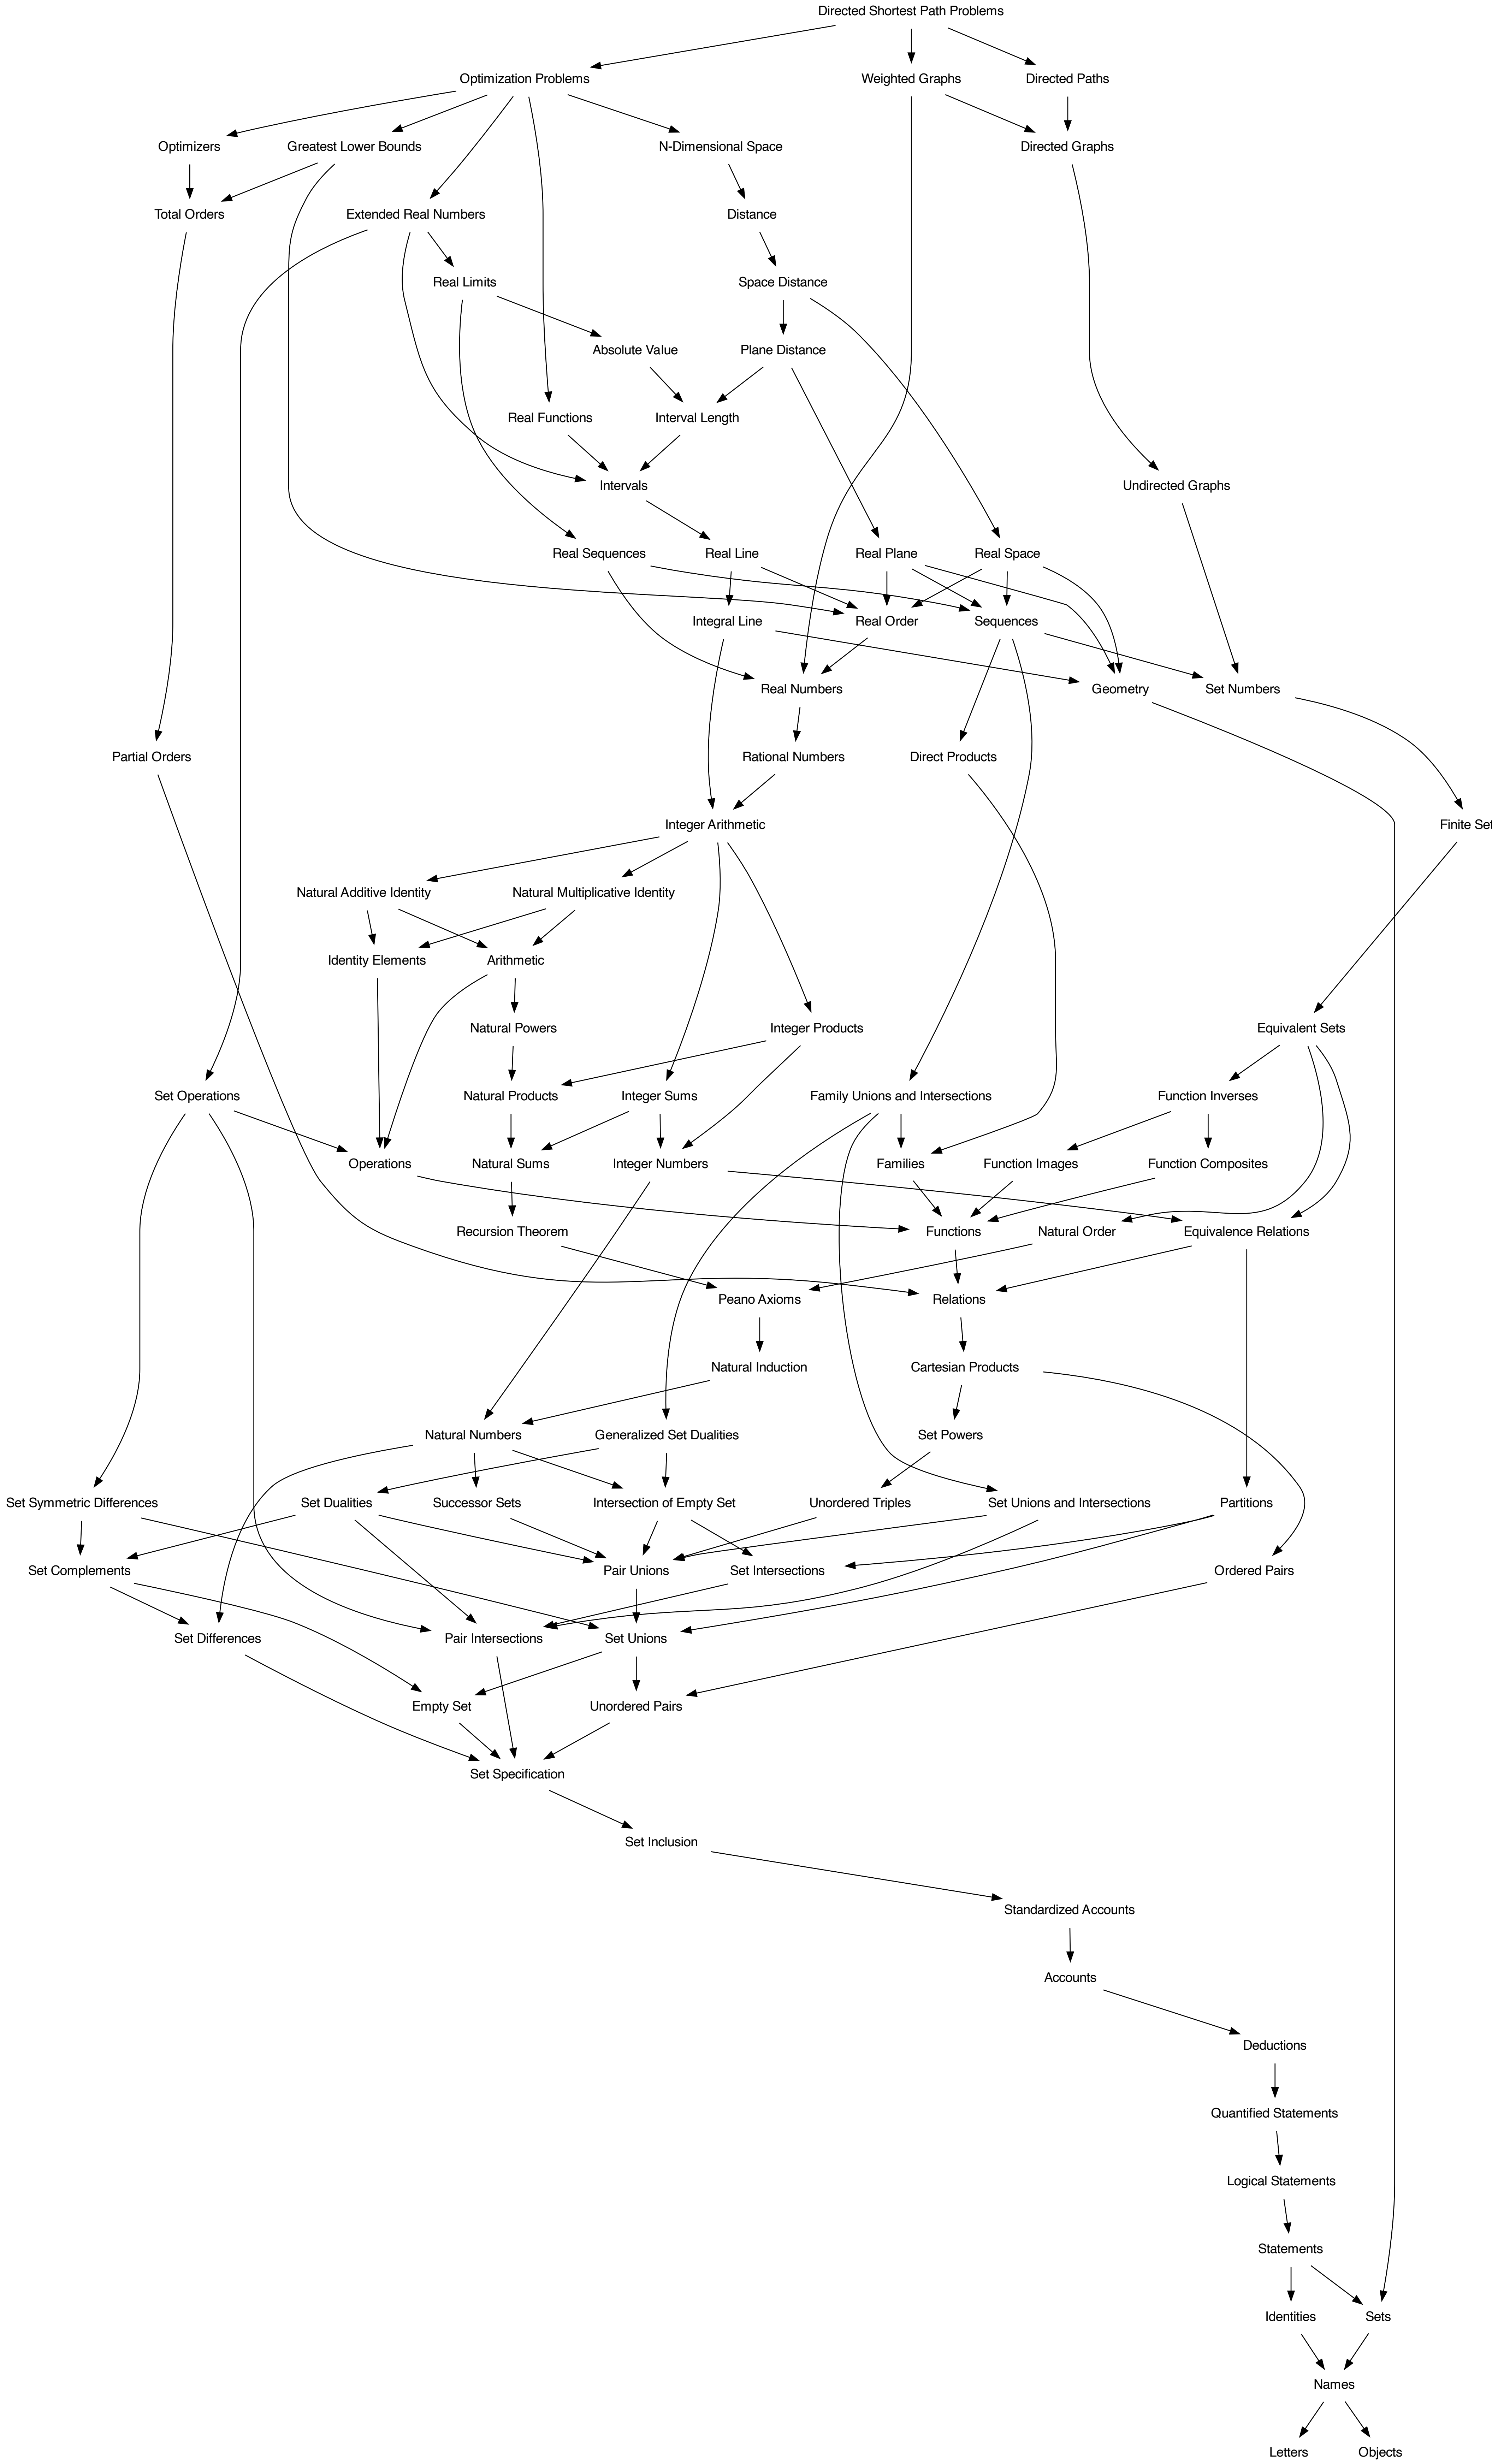 Directed Shortest Path Problems
Optimization Problems
Weighted Graphs
Directed Paths
Optimizers
Greatest Lower Bounds
N-Dimensional Space
Directed Graphs
Total Orders
Extended Real Numbers
Distance
Real Limits
Space Distance
Absolute Value
Plane Distance
Real Functions
Interval Length
Intervals
Undirected Graphs
Real Sequences
Real Line
Real Plane
Real Space
Integral Line
Real Order
Sequences
Real Numbers
Geometry
Set Numbers
Partial Orders
Rational Numbers
Direct Products
Integer Arithmetic
Finite Set
Natural Additive Identity
Natural Multiplicative Identity
Identity Elements
Arithmetic
Natural Powers
Integer Products
Equivalent Sets
Set Operations
Natural Products
Integer Sums
Family Unions and Intersections
Function Inverses
Operations
Natural Sums
Integer Numbers
Families
Function Images
Function Composites
Recursion Theorem
Functions
Natural Order
Equivalence Relations
Peano Axioms
Relations
Natural Induction
Cartesian Products
Natural Numbers
Generalized Set Dualities
Set Powers
Set Symmetric Differences
Set Dualities
Successor Sets
Intersection of Empty Set
Unordered Triples
Set Unions and Intersections
Partitions
Set Complements
Pair Unions
Set Intersections
Ordered Pairs
Set Differences
Pair Intersections
Set Unions
Empty Set
Unordered Pairs
Set Specification
Set Inclusion
Standardized Accounts
Accounts
Deductions
Quantified Statements
Logical Statements
Statements
Identities
Sets
Names
Letters
Objects